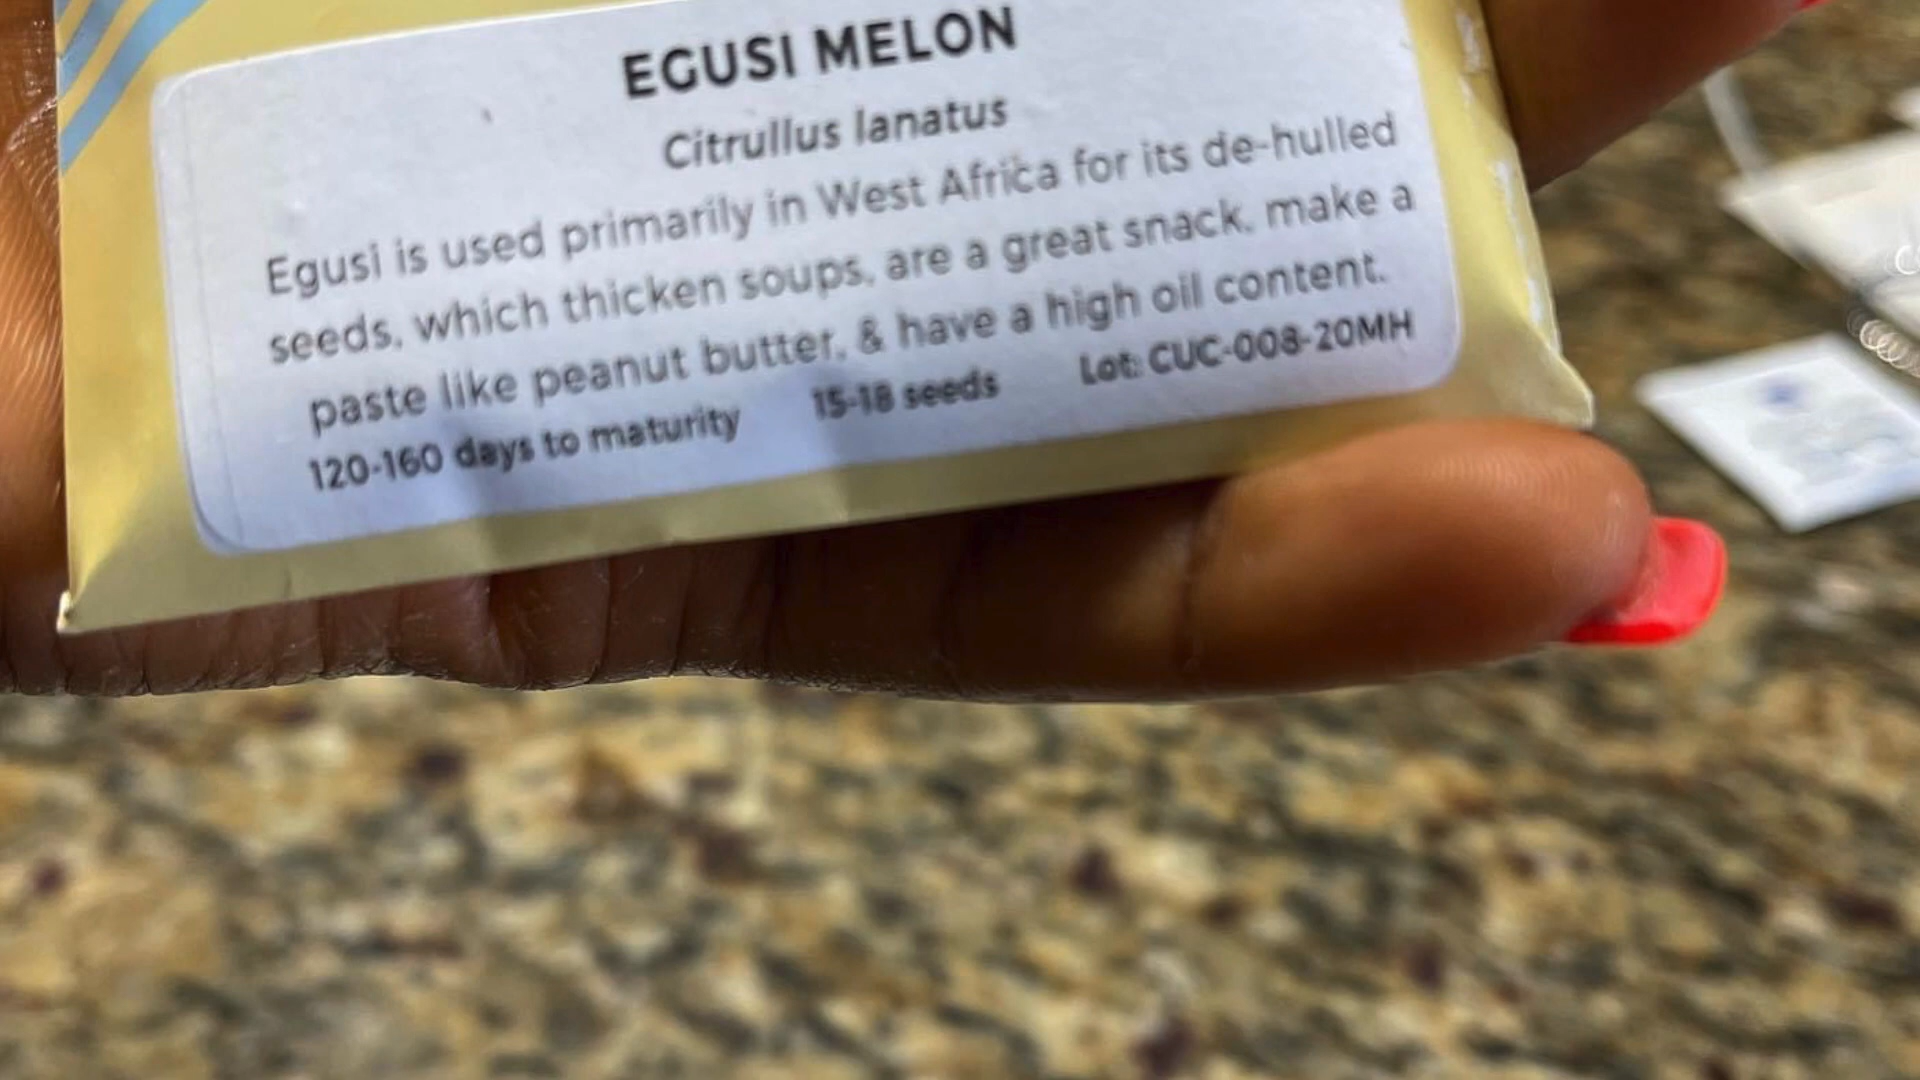 EGUSI MELON
Citrullus lanatus
Egusi is used primarily in West Africa for its de-hulled
seeds, which thicken soups, are a great snack, make a
paste like peanut butter, & have a high oil content.
120-160 days to maturity 15-18 seeds Lot: CUC-008-20MH